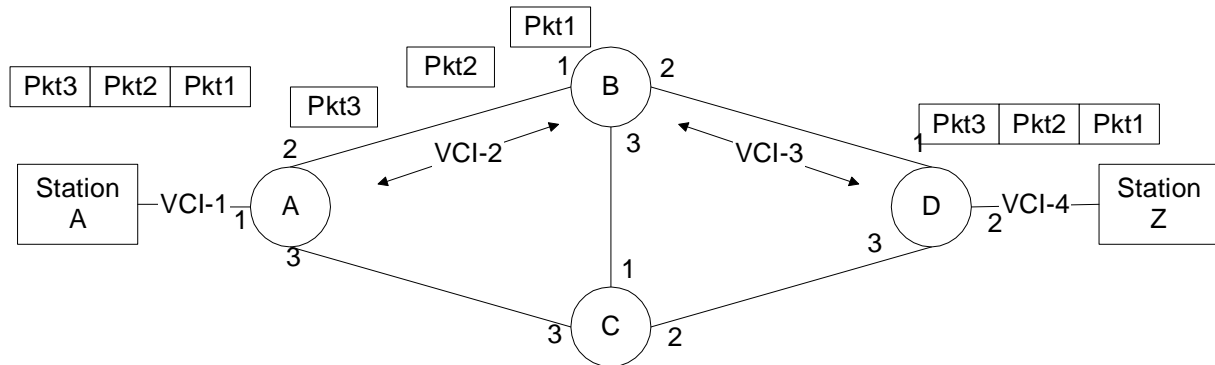 Pkt1
Pkt2
Pkt3 Pkt2 Pkt1
Pkt3
1
B
2
3
Pkt3 Pkt2 Pkt1
VCI-2
VCI-3
Station
A
VCI-1
1
2
A
3
1
D
2
VCI-4
Station
Z
3
1
C
3
2